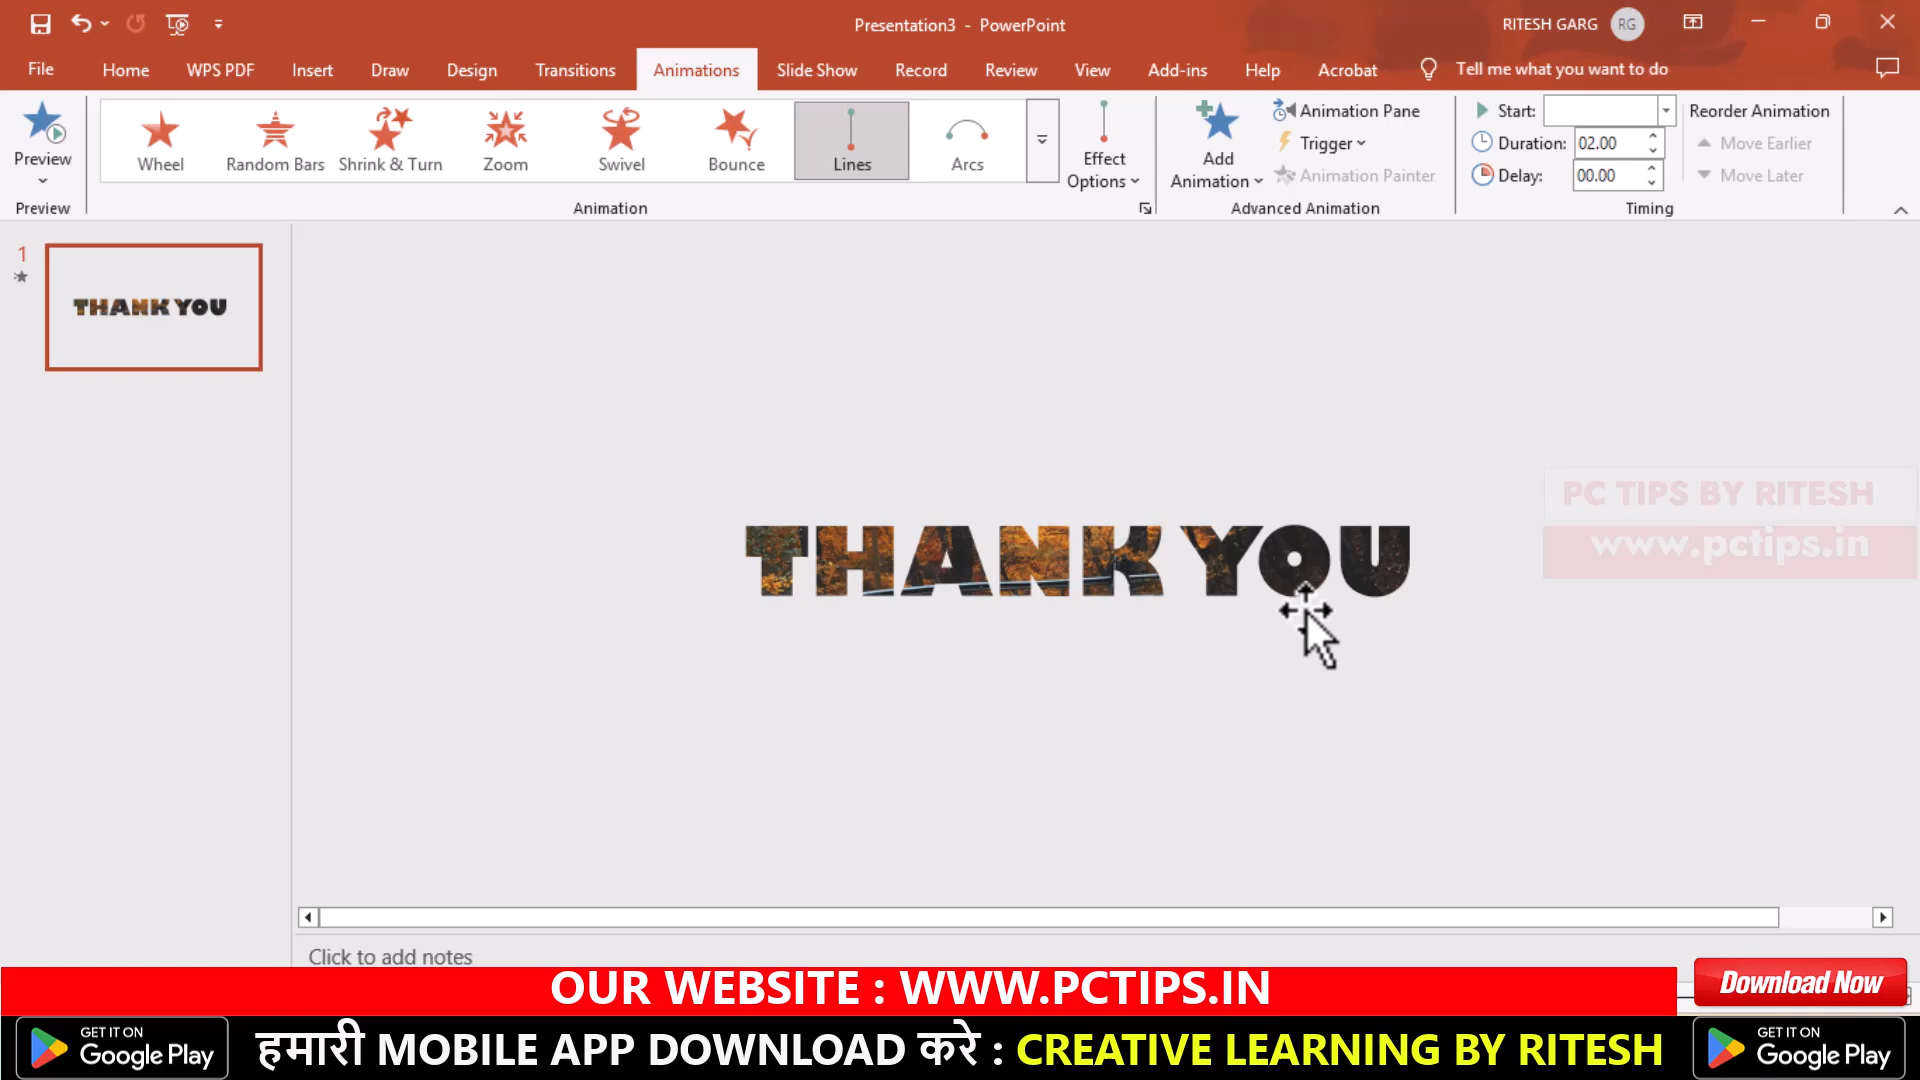 Presentation3 - PowerPoint
RITESH GARG RG
File Home WPS PDF Insert Draw Design Transitions Animations Slide Show Record Review View Add-ins Help Acrobat Tell me what you want to do
Preview
Wheel Random Bars Shrink & Turn Zoom Swivel Bounce Lines Arcs
Effect Options
Add Animation
Animation Pane
Trigger
Animation Painter
Start:
Duration: 02.00
Delay: 00.00
Reorder Animation
Move Earlier
Move Later
Preview Animation Advanced Animation Timing
1
THANK YOU
THANK YOU
PC TIPS BY RITESH
www.pctips.in
Click to add notes
OUR WEBSITE : WWW.PCTIPS.IN
Download Now
GET IT ON
Google Play
हमारी MOBILE APP DOWNLOAD करे : CREATIVE LEARNING BY RITESH
GET IT ON
Google Play